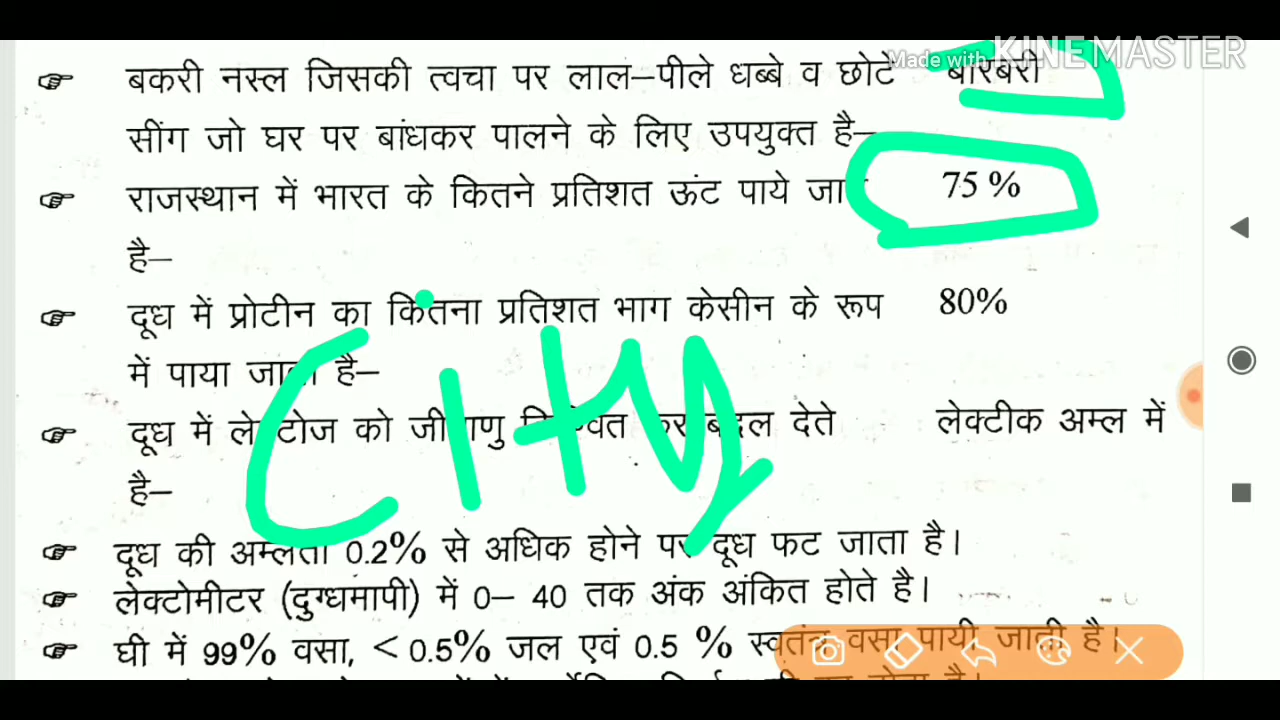 Made with KINEMASTER
☞ बकरी नस्ल जिसकी त्वचा पर लाल–पीले धब्बे व छोटे बारबरी
सींग जो घर पर बांधकर पालने के लिए उपयुक्त है–
☞ राजस्थान में भारत के कितने प्रतिशत ऊंट पाये 75 %
है–
☞ दूध में प्रोटीन का कितना प्रतिशत भाग केसीन के रूप 80%
में पाया जाता है–
☞ दूध में लेक्टोज को जीवाणु बदल देते लेक्टीक अम्ल में
है–
City
☞ दूध की अम्लता 0.2% से अधिक होने पर दूध फट जाता है।
☞ लेक्टोमीटर (दुग्धमापी) में 0– 40 तक अंक अंकित होते है।
☞ घी में 99% वसा, < 0.5% जल एवं 0.5 % स्वतंत्र वसा पायी जाती है।